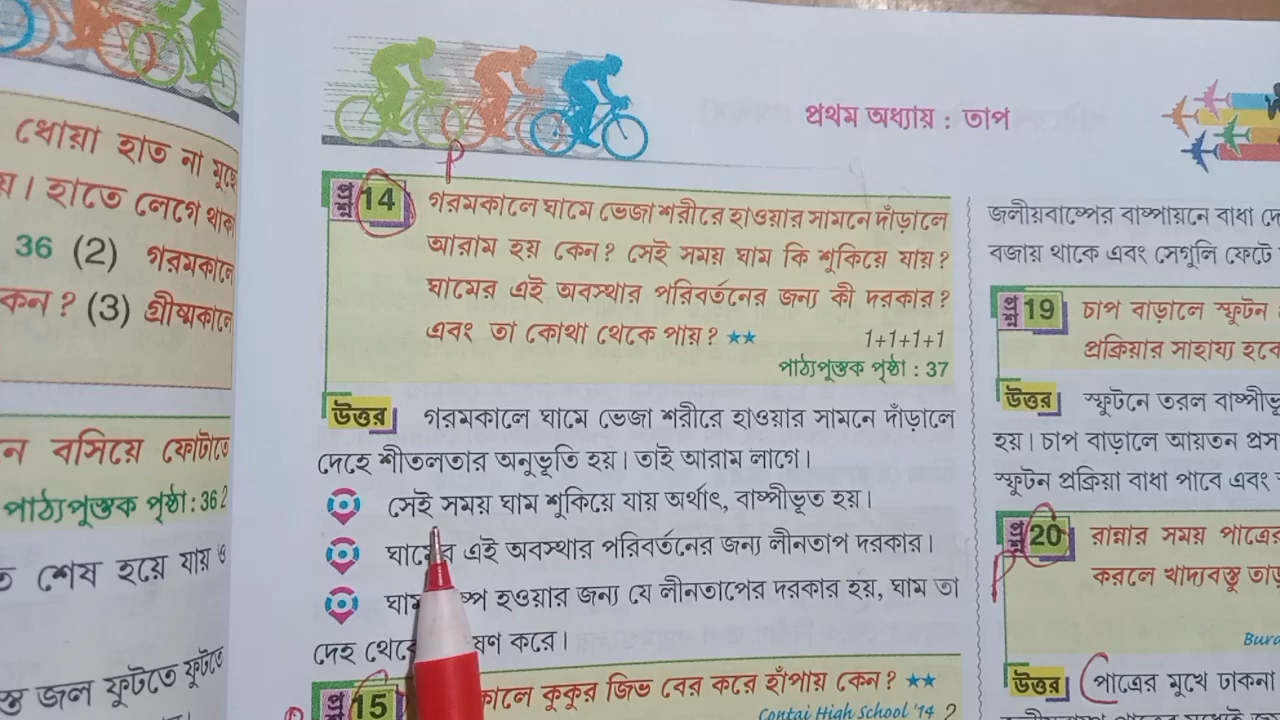 ধোয়া হাত না মুছে
য়। হাতে লেগে থাকা
36 (2) গরমকালে
কেন ? (3) গ্রীষ্মকালে
বসিয়ে ফোটাতে
পাঠ্যপুস্তক পৃষ্ঠা : 36 2
শেষ হয়ে যায় ও
জল ফুটতে ফুটতে
প্রথম অধ্যায় : তাপ
প্রশ্ন 14 গরমকালে ঘামে ভেজা শরীরে হাওয়ার সামনে দাঁড়ালে
আরাম হয় কেন? সেই সময় ঘাম কি শুকিয়ে যায় ?
ঘামের এই অবস্থার পরিবর্তনের জন্য কী দরকার ?
এবং তা কোথা থেকে পায় ? ★★ 1+1+1+1
পাঠ্যপুস্তক পৃষ্ঠা : 37
উত্তর গরমকালে ঘামে ভেজা শরীরে হাওয়ার সামনে দাঁড়ালে
দেহে শীতলতার অনুভূতি হয়। তাই আরাম লাগে।
সেই সময় ঘাম শুকিয়ে যায় অর্থাৎ, বাষ্পীভূত হয়।
ঘামের এই অবস্থার পরিবর্তনের জন্য লীনতাপ দরকার।
ঘাম হওয়ার জন্য যে লীনতাপের দরকার হয়, ঘাম তা
দেহ থেকে করে।
প্রশ্ন 15 কুকুর জিভ বের করে হাঁপায় কেন ? ★★
Contai High School '14 2
জলীয়বাষ্পের বাষ্পায়নে বাধা
বজায় থাকে এবং সেগুলি ফেটে
প্রশ্ন 19 চাপ বাড়ালে স্ফুটন
প্রক্রিয়ার সাহায্য হবে
উত্তর স্ফুটনে তরল
হয়। চাপ বাড়ালে আয়তন
স্ফুটন প্রক্রিয়া বাধা পাবে এবং
প্রশ্ন 20 রান্নার সময় পাত্রের
করলে খাদ্যবস্তু
উত্তর পাত্রের মুখে ঢাকনা